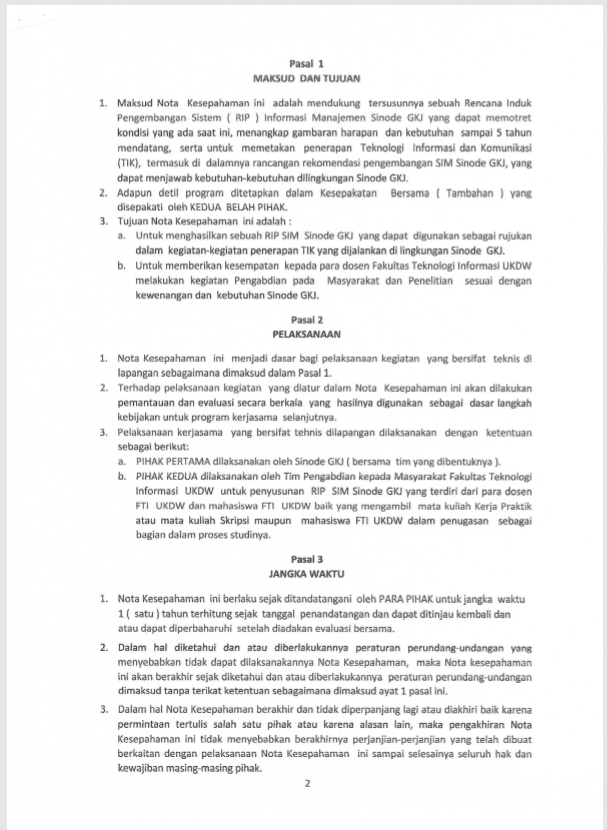 Pasal 1
MAKSUD DAN TUJUAN
1. Maksud Nota Kesepahaman ini adalah mendukung tersusunnya sebuah Rencana Induk
Pengembangan Sistem ( RIP ) Informasi Manajemen Sinode GKJ yang dapat memotret
kondisi yang ada saat ini, menangkap gambaran harapan dan kebutuhan sampai 5 tahun
mendatang, serta untuk memetakan penerapan Teknologi Informasi dan Komunikasi
(TIK), termasuk di dalamnya rancangan rekomendasi pengembangan SIM Sinode GKJ, yang
dapat menjawab kebutuhan-kebutuhan dilingkungan Sinode GKJ.
2. Adapun detil program ditetapkan dalam Kesepakatan Bersama ( Tambahan ) yang
disepakati oleh KEDUA BELAH PIHAK.
3. Tujuan Nota Kesepahaman ini adalah :
a. Untuk menghasilkan sebuah RIP SIM Sinode GKJ yang dapat digunakan sebagai rujukan
dalam kegiatan-kegiatan penerapan TIK yang dijalankan di lingkungan Sinode GKJ.
b. Untuk memberikan kesempatan kepada para dosen Fakultas Teknologi Informasi UKDW
melakukan kegiatan Pengabdian pada Masyarakat dan Penelitian sesuai dengan
kewenangan dan kebutuhan Sinode GKJ.
Pasal 2
PELAKSANAAN
1. Nota Kesepahaman ini menjadi dasar bagi pelaksanaan kegiatan yang bersifat teknis di
lapangan sebagaimana dimaksud dalam Pasal 1.
2. Terhadap pelaksanaan kegiatan yang diatur dalam Nota Kesepahaman ini akan dilakukan
pemantauan dan evaluasi secara berkala yang hasilnya digunakan sebagai dasar langkah
kebijakan untuk program kerjasama selanjutnya.
3. Pelaksanaan kerjasama yang bersifat tehnis dilapangan dilaksanakan dengan ketentuan
sebagai berikut:
a. PIHAK PERTAMA dilaksanakan oleh Sinode GKJ ( bersama tim yang dibentuknya ).
b. PIHAK KEDUA dilaksanakan oleh Tim Pengabdian kepada Masyarakat Fakultas Teknologi
Informasi UKDW untuk penyusunan RIP SIM Sinode GKJ yang terdiri dari para dosen
FTI UKDW dan mahasiswa FTI UKDW baik yang mengambil mata kuliah Kerja Praktik
atau mata kuliah Skripsi maupun mahasiswa FTI UKDW dalam penugasan sebagai
bagian dalam proses studinya.
Pasal 3
JANGKA WAKTU
1. Nota Kesepahaman ini berlaku sejak ditandatangani oleh PARA PIHAK untuk jangka waktu
1 ( satu ) tahun terhitung sejak tanggal penandatangan dan dapat ditinjau kembali dan
atau dapat diperbaharuhi setelah diadakan evaluasi bersama.
2. Dalam hal diketahui dan atau diberlakukannya peraturan perundang-undangan yang
menyebabkan tidak dapat dilaksanakannya Nota Kesepahaman, maka Nota kesepahaman
ini akan berakhir sejak diketahui dan atau diberlakukannya peraturan perundang-undangan
dimaksud tanpa terikat ketentuan sebagaimana dimaksud ayat 1 pasal ini.
3. Dalam hal Nota Kesepahaman berakhir dan tidak diperpanjang lagi atau diakhiri baik karena
permintaan tertulis salah satu pihak atau karena alasan lain, maka pengakhiran Nota
Kesepahaman ini tidak menyebabkan berakhirnya perjanjian-perjanjian yang telah dibuat
berkaitan dengan pelaksanaan Nota Kesepahaman ini sampai selesainya seluruh hak dan
kewajiban masing-masing pihak.
2